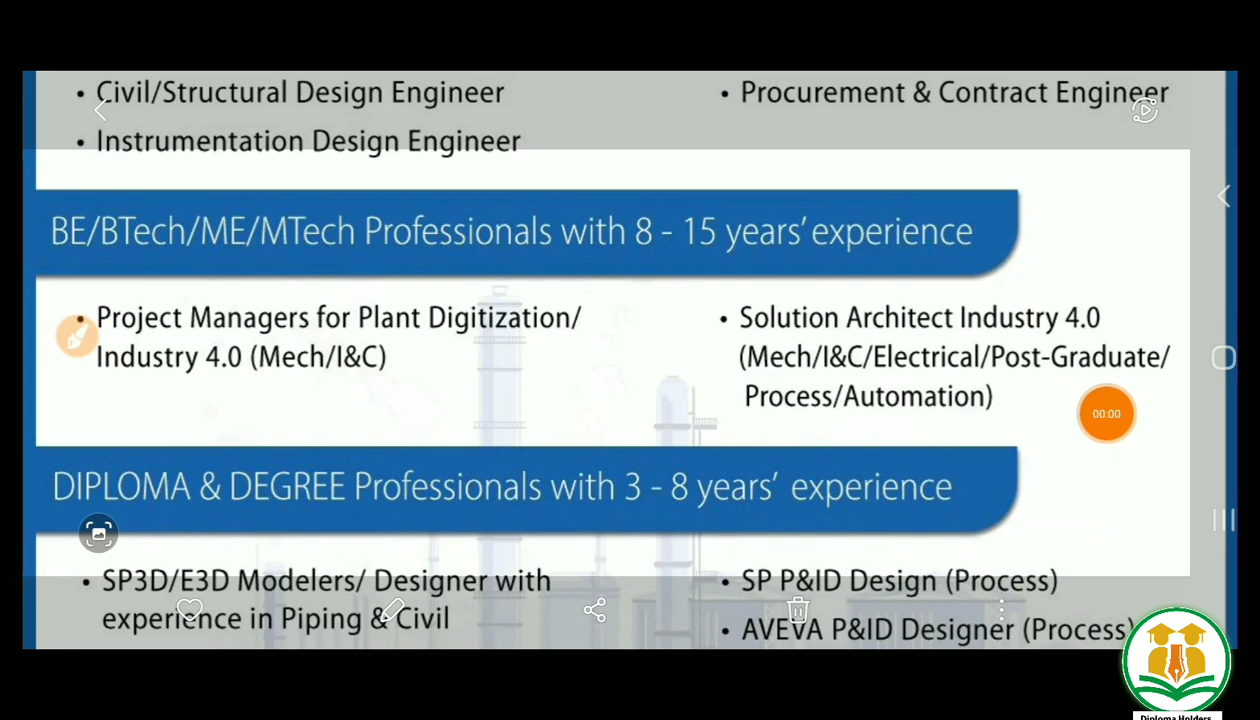 • Civil/Structural Design Engineer
• Procurement & Contract Engineer
• Instrumentation Design Engineer
BE/BTech/ME/MTech Professionals with 8 - 15 years' experience
• Project Managers for Plant Digitization/
Industry 4.0 (Mech/I&C)
• Solution Architect Industry 4.0
(Mech/I&C/Electrical/Post-Graduate/
Process/Automation)
00:00
DIPLOMA & DEGREE Professionals with 3 - 8 years' experience
• SP3D/E3D Modelers/ Designer with
experience in Piping & Civil
• SP P&ID Design (Process)
• AVEVA P&ID Designer (Process)
Diploma Holders